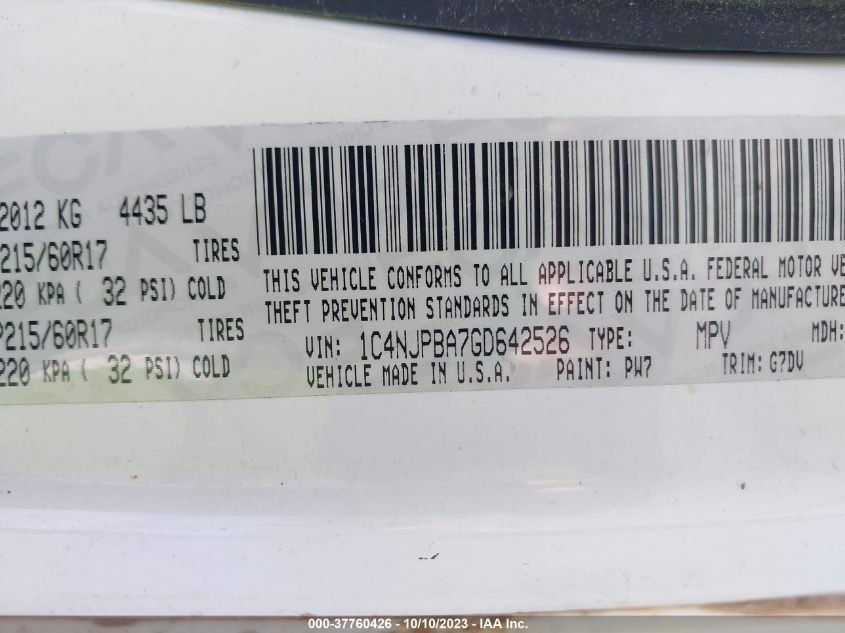 2012 KG 4435 LB
215/60R17 TIRES
220 KPA ( 32 PSI) COLD
P215/60R17 TIRES
220 KPA ( 32 PSI) COLD
THIS VEHICLE CONFORMS TO ALL APPLICABLE U.S.A. FEDERAL MOTOR VE
THEFT PREVENTION STANDARDS IN EFFECT ON THE DATE OF MANUFACTURE
VIN: 1C4NJPBA7GD642526 TYPE: MPV MDH:
VEHICLE MADE IN U.S.A. PAINT: PW7 TRIM: G7DV
000-37760426 - 10/10/2023 - IAA Inc.